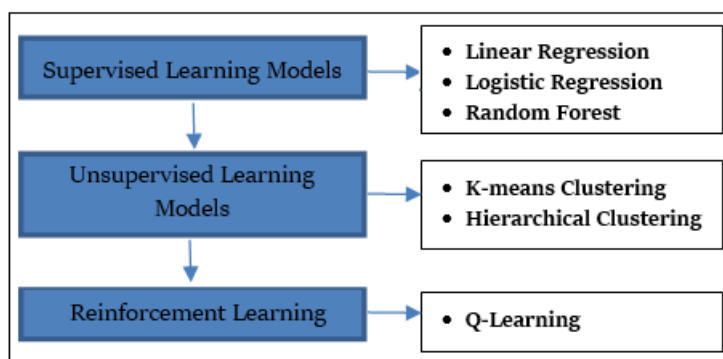 Supervised Learning Models
• Linear Regression
• Logistic Regression
• Random Forest
Unsupervised Learning
Models
• K-means Clustering
• Hierarchical Clustering
Reinforcement Learning
• Q-Learning